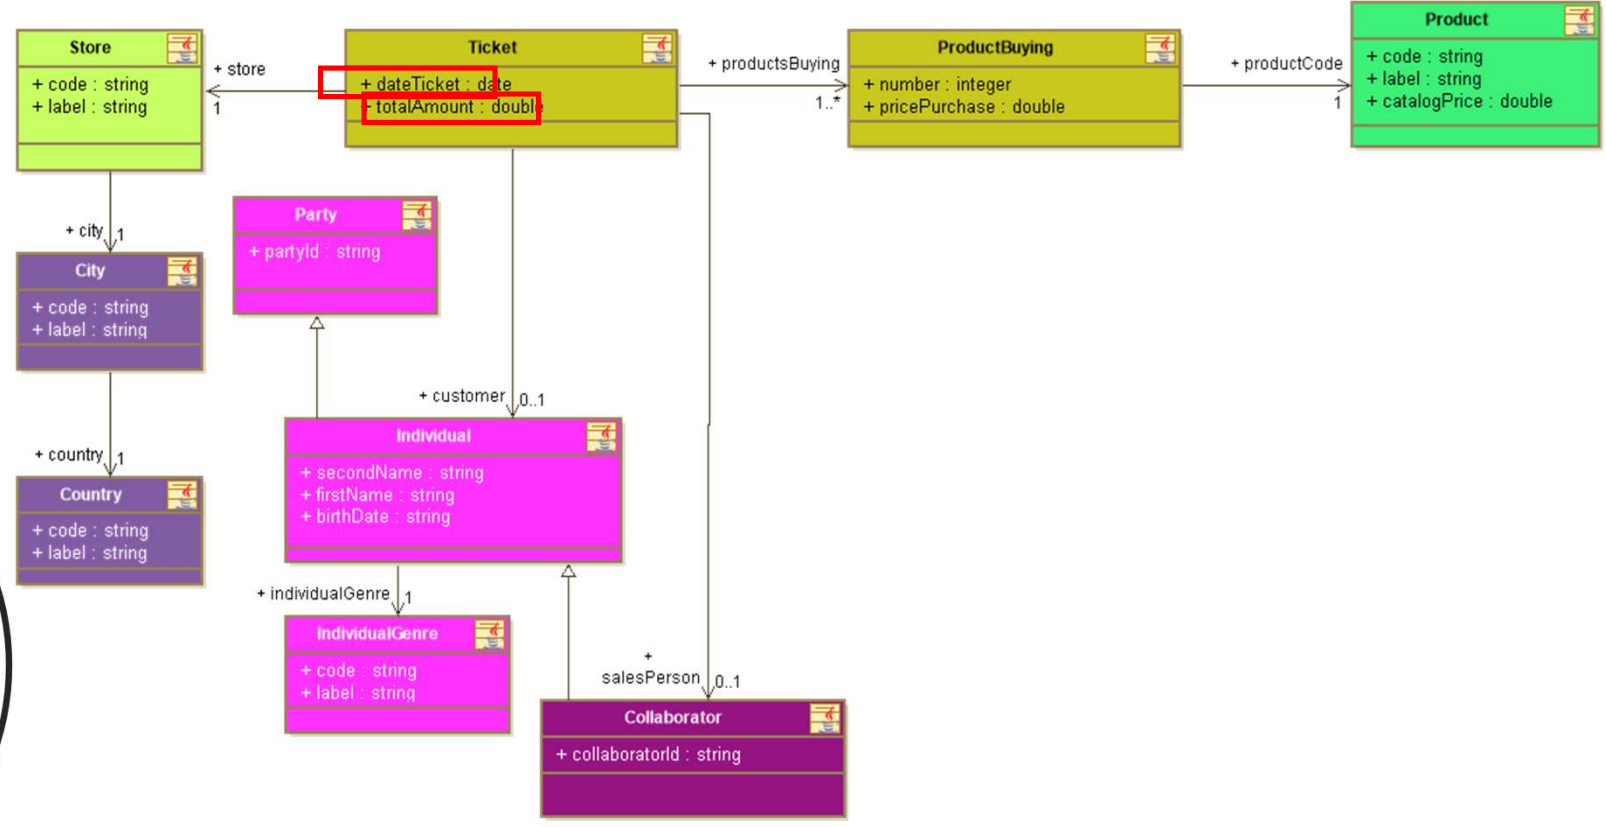 Store
+ code : string
+ label : string
+ store
1
Ticket
+ dateTicket : date
+ totalAmount : double
+ productsBuying
1..*
ProductBuying
+ number : integer
+ pricePurchase : double
+ productCode
1
Product
+ code : string
+ label : string
+ catalogPrice : double
+ city
1
City
+ code : string
+ label : string
Party
+ partyId : string
+ customer
0..1
+ country
1
Country
+ code : string
+ label : string
Individual
+ secondName : string
+ firstName : string
+ birthDate : string
+ individualGenre
1
IndividualGenre
+ code : string
+ label : string
+
salesPerson
0..1
Collaborator
+ collaboratorId : string